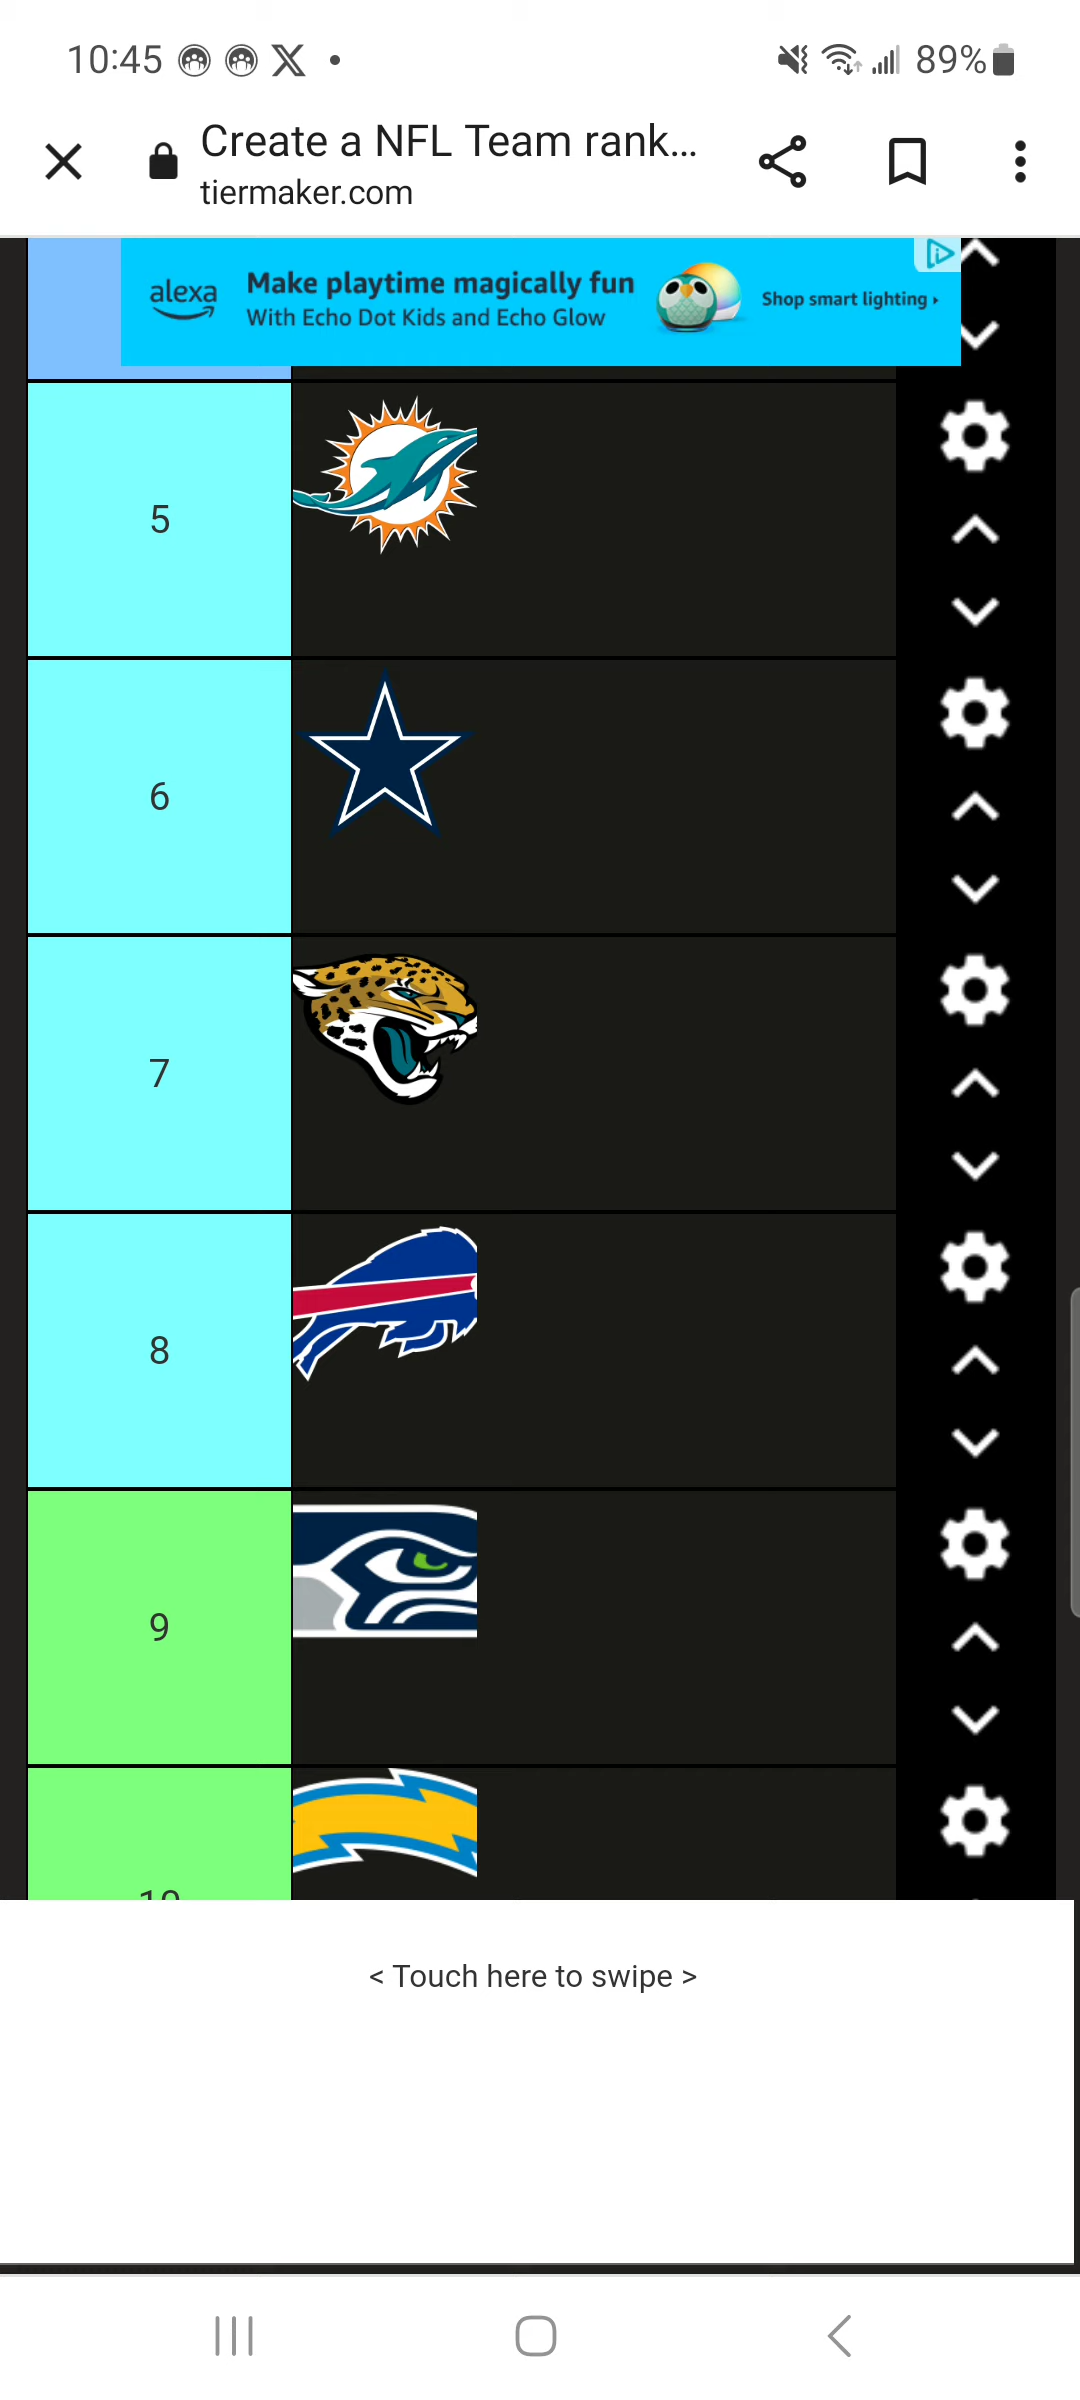 10:45
89%
Create a NFL Team rank...
tiermaker.com
alexa
Make playtime magically fun
With Echo Dot Kids and Echo Glow
Shop smart lighting ›
5
6
7
8
9
10
< Touch here to swipe >